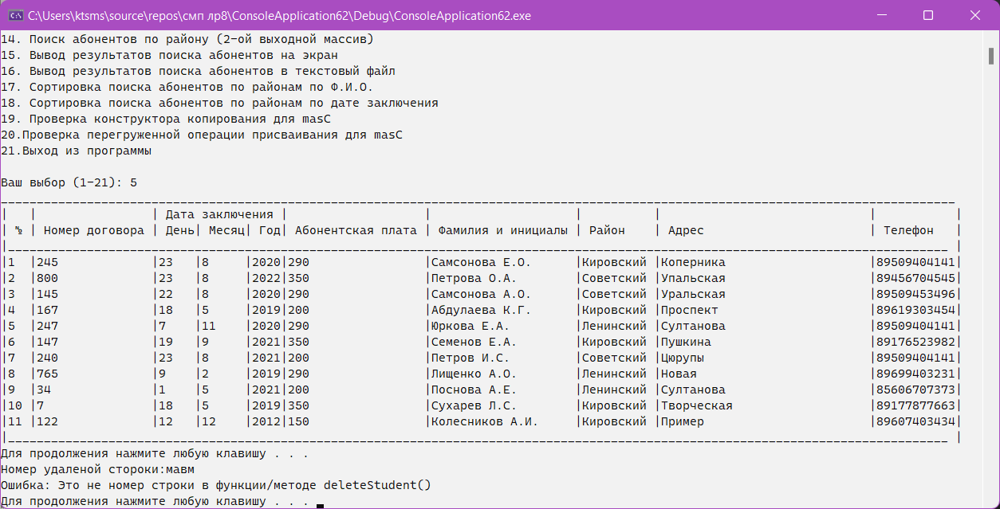 C:\Users\ktsms\source\repos\смп лр8\ConsoleApplication62\Debug\ConsoleApplication62.exe
14. Поиск абонентов по району (2-ой выходной массив)
15. Вывод результатов поиска абонентов на экран
16. Вывод результатов поиска абонентов в текстовый файл
17. Сортировка поиска абонентов по районам по Ф.И.О.
18. Сортировка поиска абонентов по районам по дате заключения
19. Проверка конструктора копирования для masC
20.Проверка перегруженной операции присваивания для masC
21.Выход из программы
Ваш выбор (1-21): 5
| | | Дата заключения | | | | | |
| № | Номер договора | День| Месяц| Год| Абонентская плата | Фамилия и инициалы | Район | Адрес | Телефон |
|1 |245 |23 |8 |2020|290 |Самсонова Е.О. |Кировский |Коперника |89509404141|
|2 |800 |23 |8 |2022|350 |Петрова О.А. |Советский |Упальская |89456704545|
|3 |145 |22 |8 |2020|290 |Самсонова А.О. |Советский |Уральская |89509453496|
|4 |167 |18 |5 |2019|200 |Абдулаева К.Г. |Кировский |Проспект |89619303454|
|5 |247 |7 |11 |2020|290 |Юркова Е.А. |Ленинский |Султанова |89509404141|
|6 |147 |19 |9 |2021|350 |Семенов Е.А. |Кировский |Пушкина |89176523982|
|7 |240 |23 |8 |2021|200 |Петров И.С. |Советский |Цюрупы |89509404141|
|8 |765 |9 |2 |2019|290 |Лищенко А.О. |Ленинский |Новая |89699403231|
|9 |34 |1 |5 |2021|200 |Поснова А.Е. |Ленинский |Султанова |85606707373|
|10 |7 |18 |5 |2019|350 |Сухарев Л.С. |Кировский |Творческая |89177877663|
|11 |122 |12 |12 |2012|150 |Колесников А.И. |Кировский |Пример |89607403434|
Для продолжения нажмите любую клавишу . . .
Номер удаленой стороки:мавм
Ошибка: Это не номер строки в функции/методе deleteStudent()
Для продолжения нажмите любую клавишу . . .